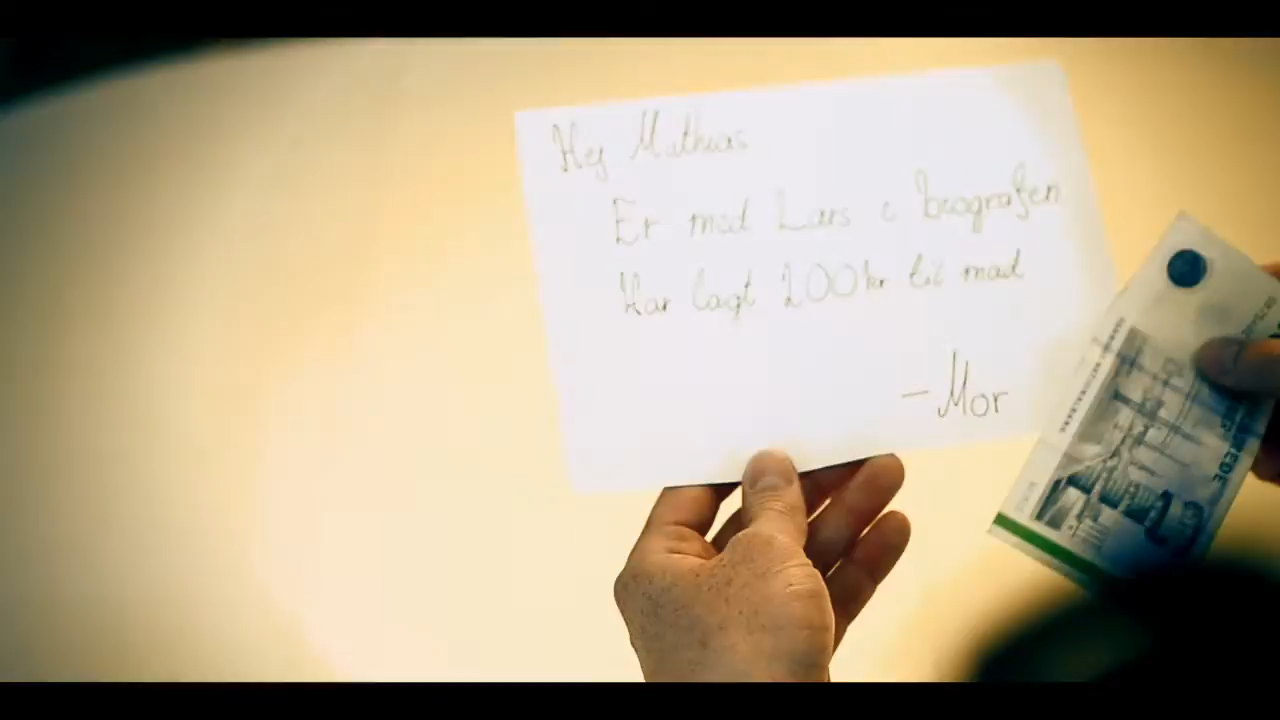 Hej Mathias
Er med Lars i biografen
Har lagt 200kr til mad
- Mor